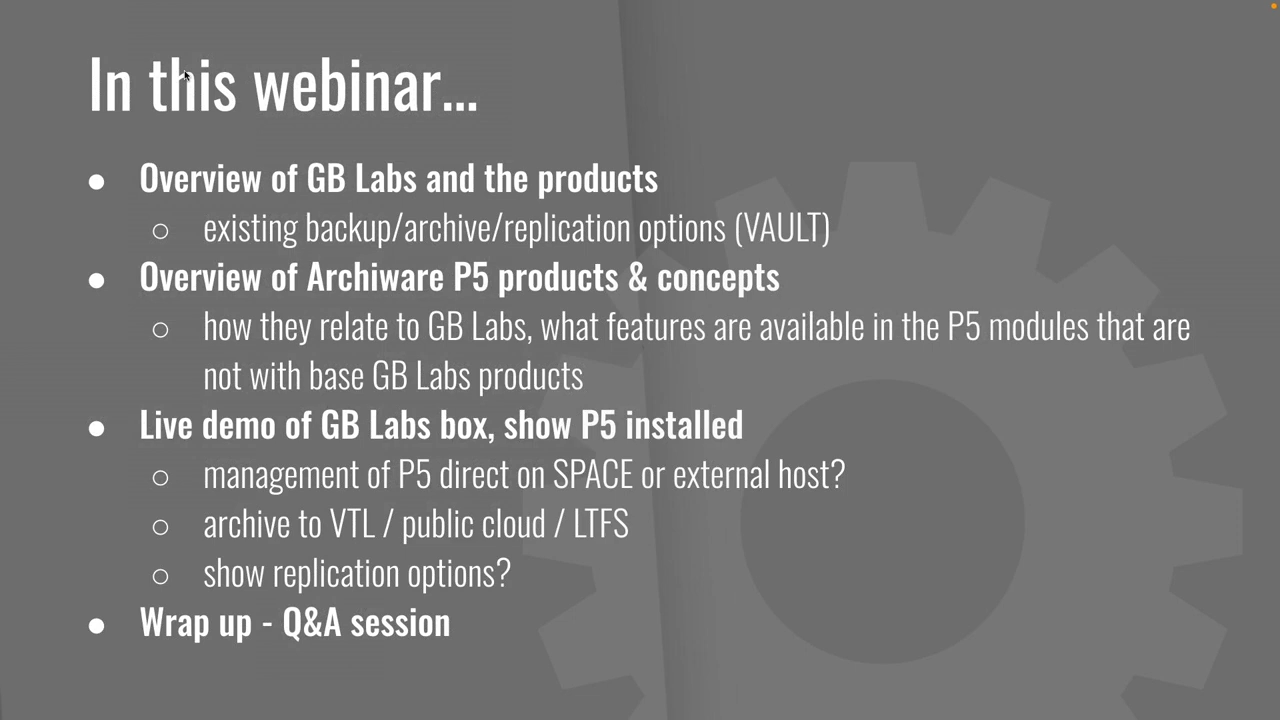 In this webinar...
● Overview of GB Labs and the products
○ existing backup/archive/replication options (VAULT)
● Overview of Archiware P5 products & concepts
○ how they relate to GB Labs, what features are available in the P5 modules that are
not with base GB Labs products
● Live demo of GB Labs box, show P5 installed
○ management of P5 direct on SPACE or external host?
○ archive to VTL / public cloud / LTFS
○ show replication options?
● Wrap up - Q&A session